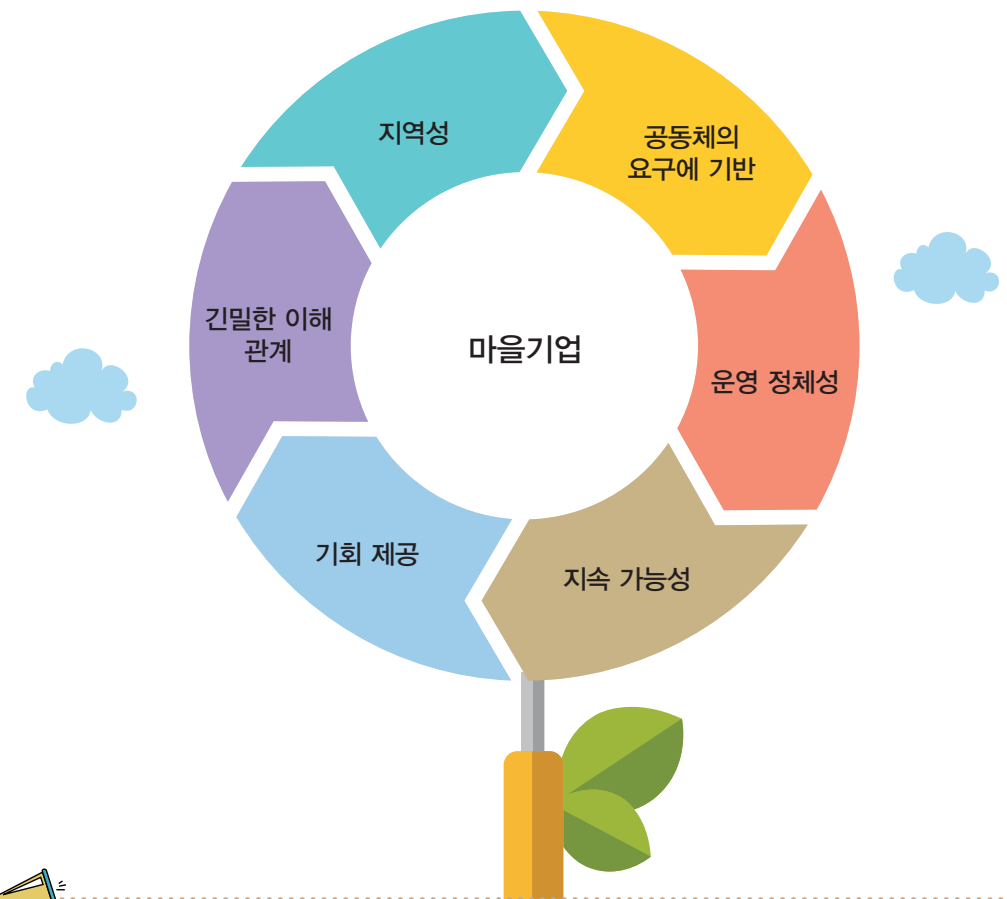 지역성
공동체의
요구에 기반
긴밀한 이해
관계
마을기업
운영 정체성
기회 제공
지속 가능성